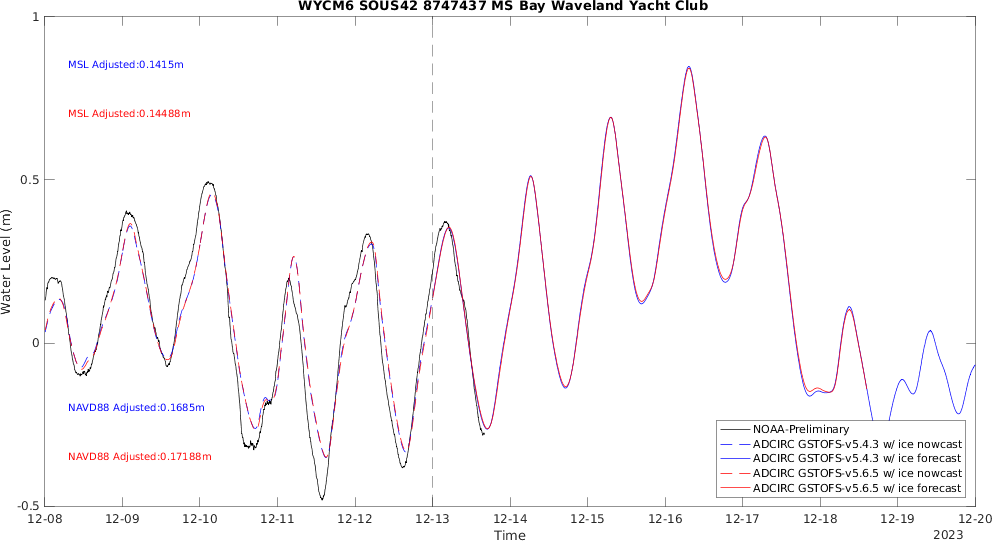 WYCM6 SOUS42 8747437 MS Bay Waveland Yacht Club
1
MSL Adjusted:0.1415m
MSL Adjusted:0.14488m
0.5
Water Level (m)
0
NAVD88 Adjusted:0.1685m
NAVD88 Adjusted:0.17188m
NOAA-Preliminary
ADCIRC GSTOFS-v5.4.3 w/ ice nowcast
ADCIRC GSTOFS-v5.4.3 w/ ice forecast
ADCIRC GSTOFS-v5.6.5 w/ ice nowcast
ADCIRC GSTOFS-v5.6.5 w/ ice forecast
-0.5
12-08 12-09 12-10 12-11 12-12 12-13 12-14 12-15 12-16 12-17 12-18 12-19 12-20
Time
2023